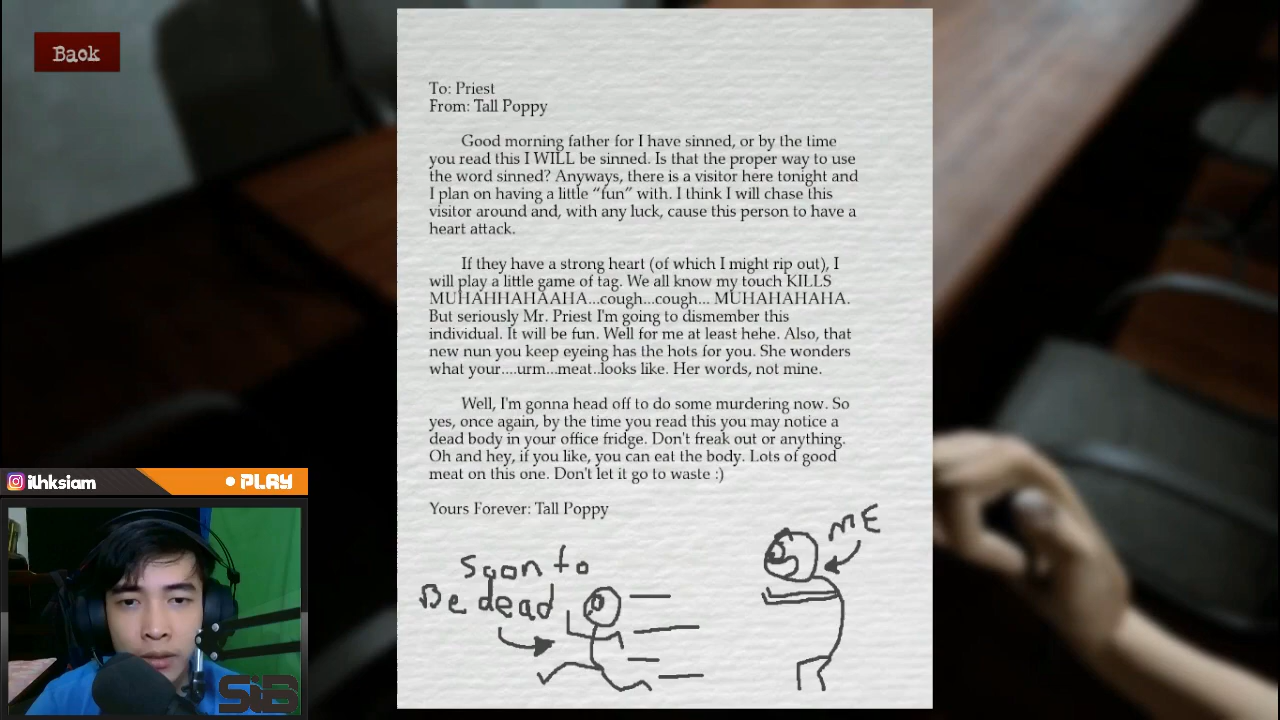 Back
To: Priest
From: Tall Poppy
Good morning father for I have sinned, or by the time
you read this I WILL be sinned. Is that the proper way to use
the word sinned? Anyways, there is a visitor here tonight and
I plan on having a little “fun” with. I think I will chase this
visitor around and, with any luck, cause this person to have a
heart attack.
If they have a strong heart (of which I might rip out), I
will play a little game of tag. We all know my touch KILLS
MUHAHHAHAAHA...cough...cough... MUHAHAHAHA.
But seriously Mr. Priest I'm going to dismember this
individual. It will be fun. Well for me at least hehe. Also, that
new nun you keep eyeing has the hots for you. She wonders
what your....urm...meat..looks like. Her words, not mine.
Well, I'm gonna head off to do some murdering now. So
yes, once again, by the time you read this you may notice a
dead body in your office fridge. Don't freak out or anything.
Oh and hey, if you like, you can eat the body. Lots of good
meat on this one. Don't let it go to waste :)
Yours Forever: Tall Poppy
ME
Soon to
Be dead
PLAY
SiB